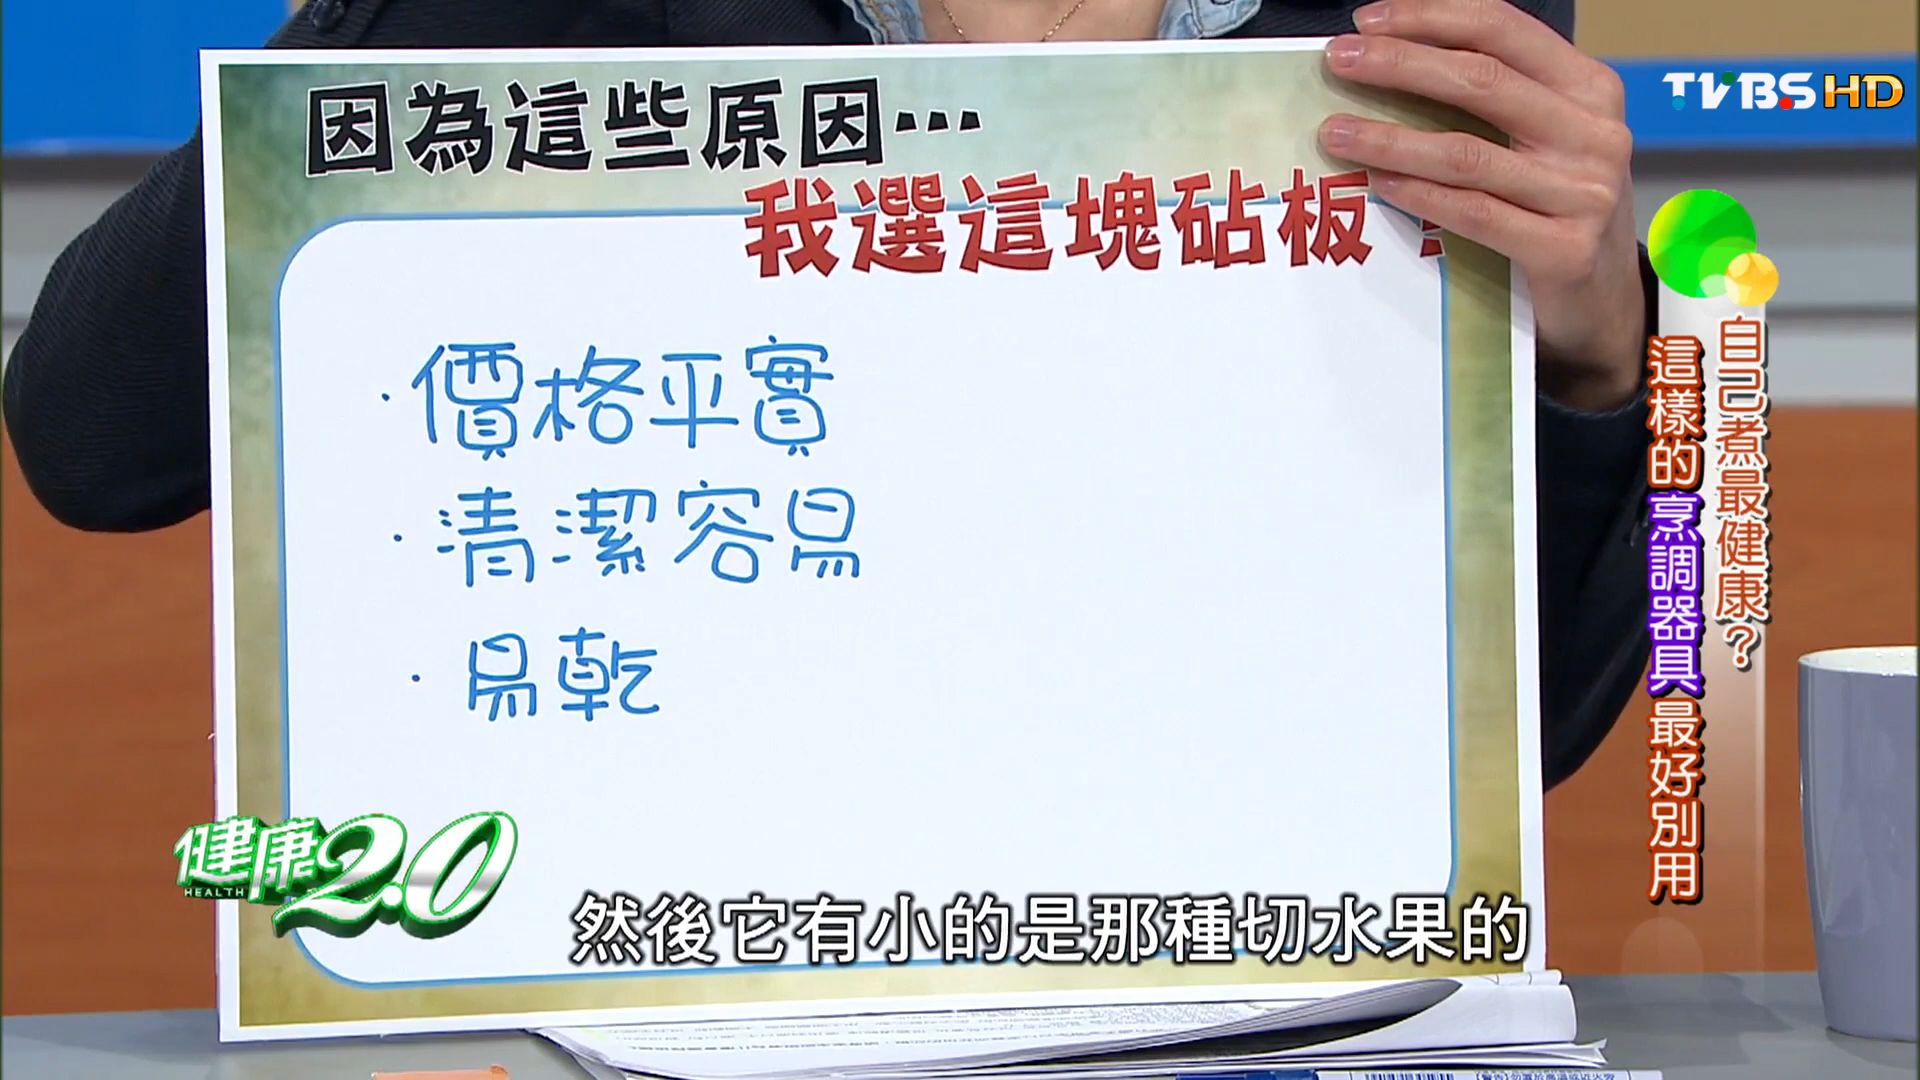 因為這些原因…
我選這塊砧板!
・價格平實
・清潔容易
・易乾
TVBS HD
自己煮最健康?
這樣的烹調器具最好別用
健康2.0
HEALTH
然後它有小的是那種切水果的